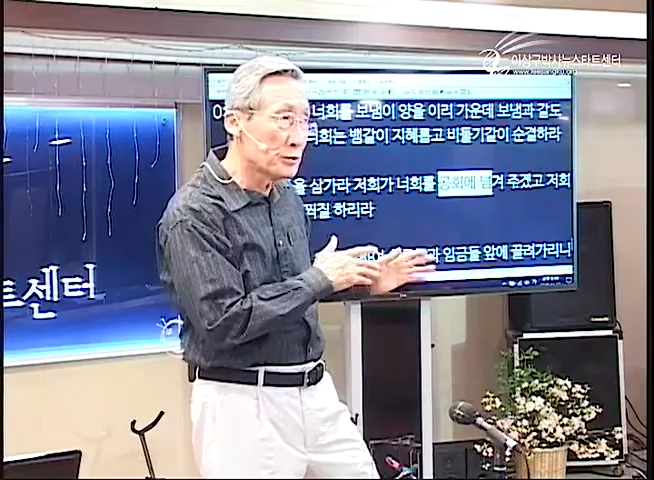 이상구박사뉴스타트센터
너희를 보냄이 양을 이리 가운데 보냄과 같도
너희는 뱀같이 지혜롭고 비둘기같이 순결하라
을 삼가라 저희가 너희를 공회에 넘겨 주겠고 저희
하리라
임금들 앞에 끌려가리니
트센터